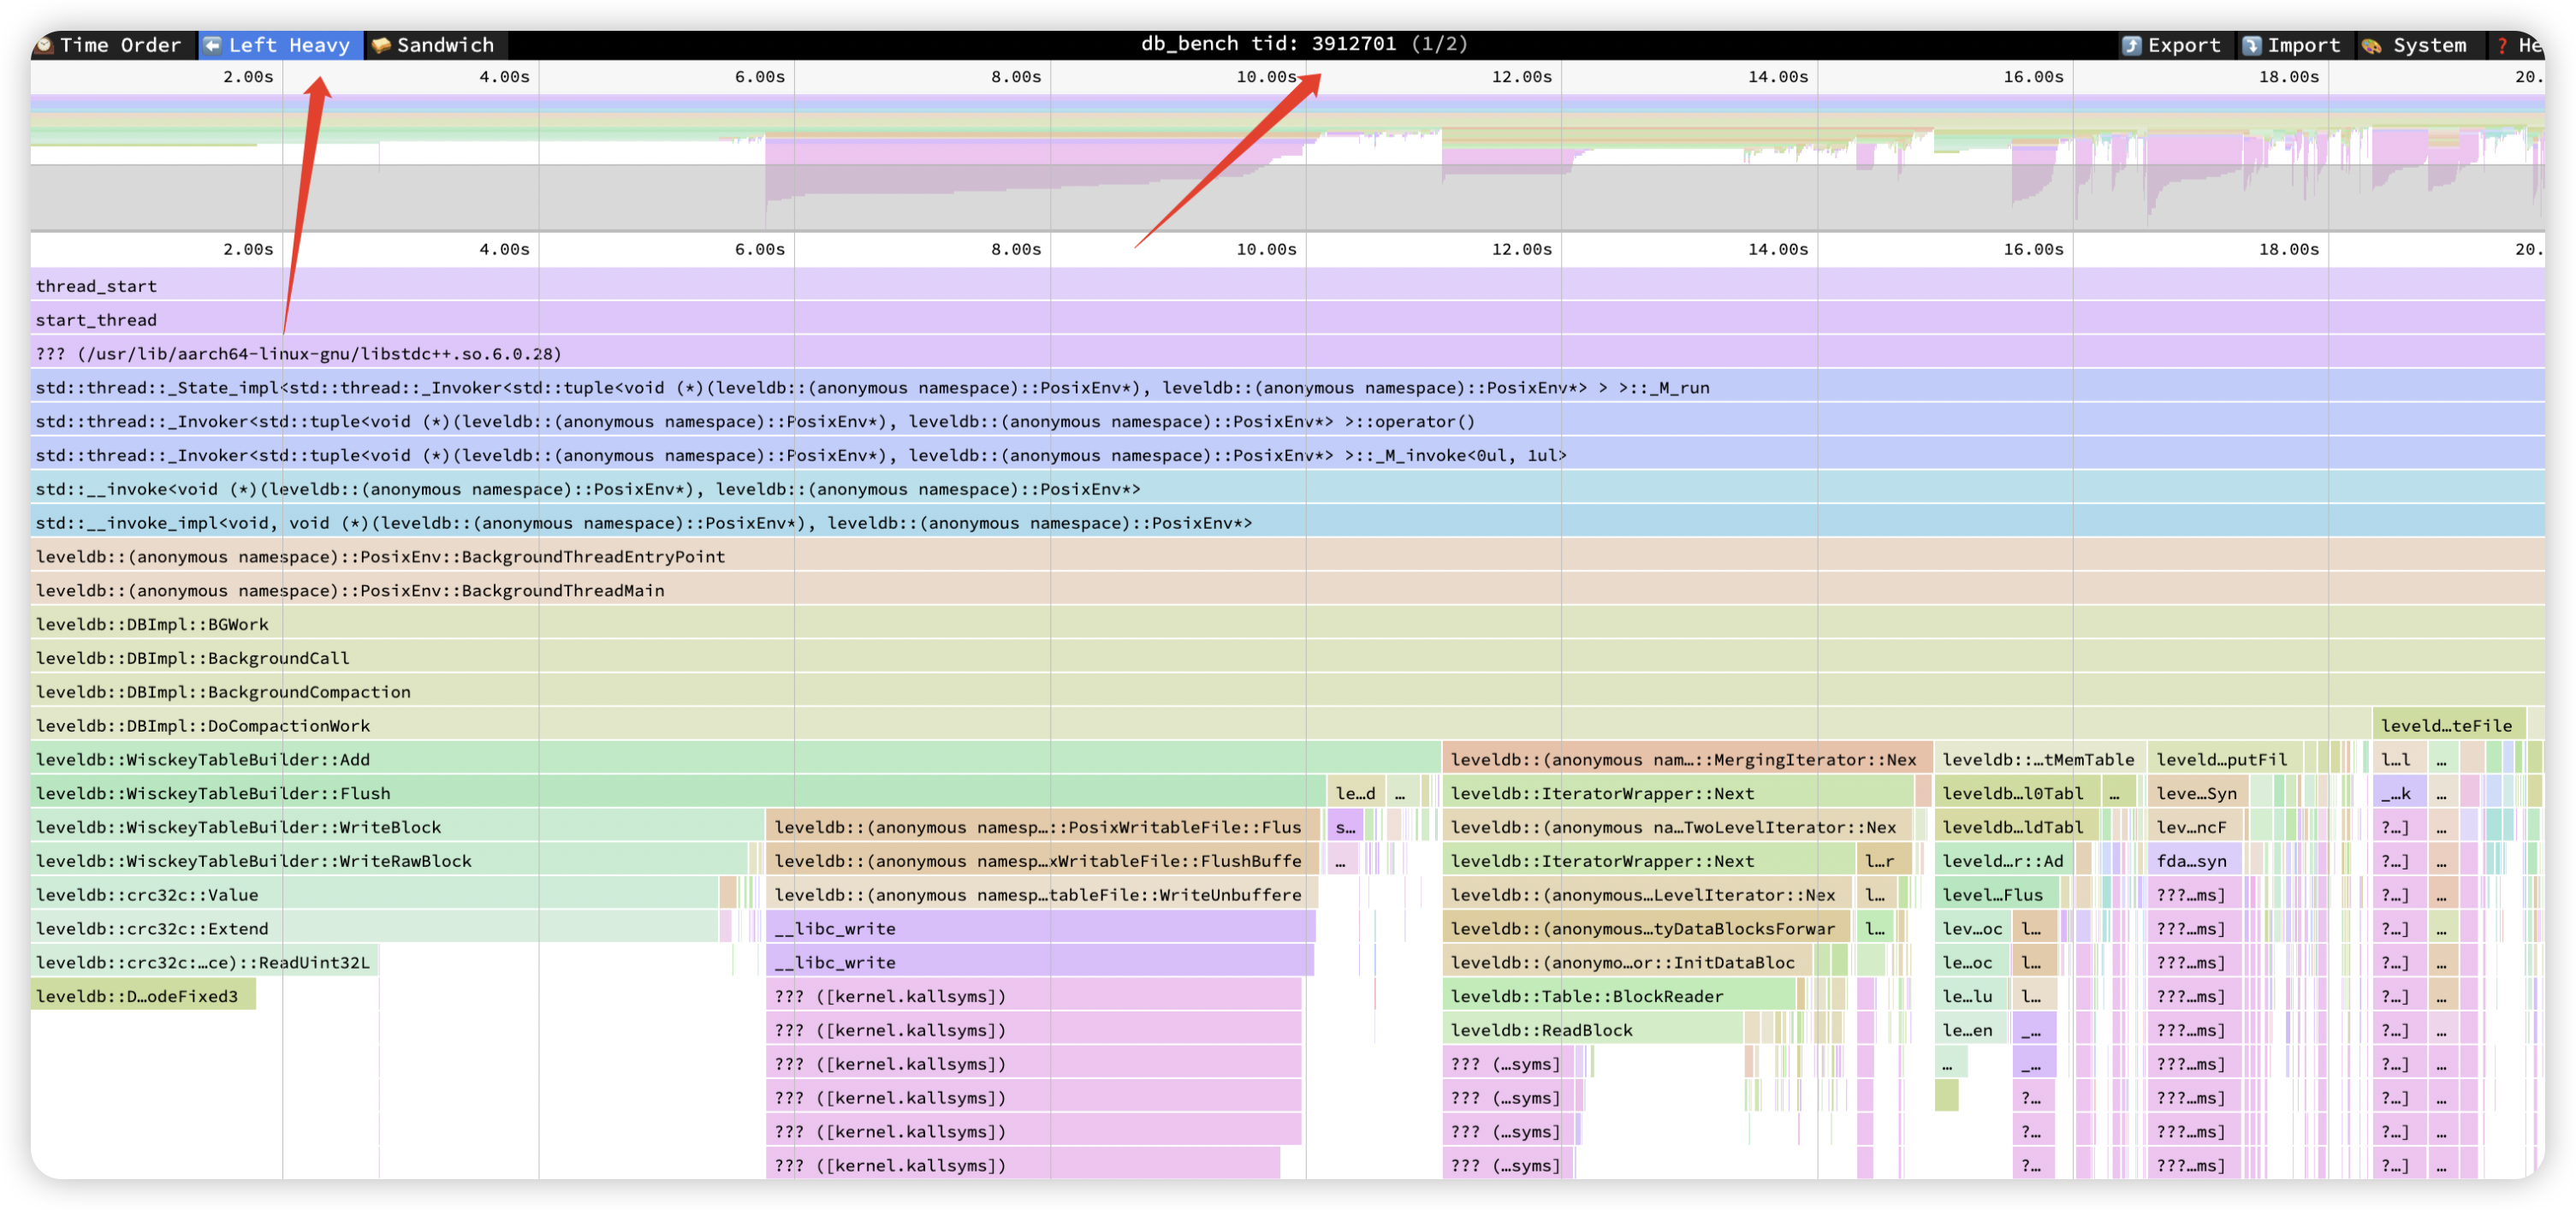 Time Order Left Heavy Sandwich db_bench tid: 3912701 (1/2) Export Import System He
2.00s 4.00s 6.00s 8.00s 10.00s 12.00s 14.00s 16.00s 18.00s 20.
2.00s 4.00s 6.00s 8.00s 10.00s 12.00s 14.00s 16.00s 18.00s 20.
thread_start
start_thread
??? (/usr/lib/aarch64-linux-gnu/libstdc++.so.6.0.28)
std::thread::_State_impl<std::thread::_Invoker<std::tuple<void (*)(leveldb::(anonymous namespace)::PosixEnv*), leveldb::(anonymous namespace)::PosixEnv*> > >::_M_run
std::thread::_Invoker<std::tuple<void (*)(leveldb::(anonymous namespace)::PosixEnv*), leveldb::(anonymous namespace)::PosixEnv*> >::operator()
std::thread::_Invoker<std::tuple<void (*)(leveldb::(anonymous namespace)::PosixEnv*), leveldb::(anonymous namespace)::PosixEnv*> >::_M_invoke<0ul, 1ul>
std::__invoke<void (*)(leveldb::(anonymous namespace)::PosixEnv*), leveldb::(anonymous namespace)::PosixEnv*>
std::__invoke_impl<void, void (*)(leveldb::(anonymous namespace)::PosixEnv*), leveldb::(anonymous namespace)::PosixEnv*>
leveldb::(anonymous namespace)::PosixEnv::BackgroundThreadEntryPoint
leveldb::(anonymous namespace)::PosixEnv::BackgroundThreadMain
leveldb::DBImpl::BGWork
leveldb::DBImpl::BackgroundCall
leveldb::DBImpl::BackgroundCompaction
leveldb::DBImpl::DoCompactionWork leveld…teFile
leveldb::WisckeyTableBuilder::Add leveldb::(anonymous nam…::MergingIterator::Nex leveldb::…tMemTable leveld…putFil l…l …
leveldb::WisckeyTableBuilder::Flush le…d … leveldb::IteratorWrapper::Next leveldb…l0Tabl … leve…Syn _…k …
leveldb::WisckeyTableBuilder::WriteBlock leveldb::(anonymous namesp…::PosixWritableFile::Flus s… leveldb::(anonymous na…TwoLevelIterator::Nex leveldb…ldTabl lev…ncF ?…] …
leveldb::WisckeyTableBuilder::WriteRawBlock leveldb::(anonymous namesp…xWritableFile::FlushBuffe … leveldb::IteratorWrapper::Next l…r leveld…r::Ad fda…syn ?…] …
leveldb::crc32c::Value leveldb::(anonymous namesp…tableFile::WriteUnbuffere leveldb::(anonymous…LevelIterator::Nex l… level…Flus ???…ms] ?…] …
leveldb::crc32c::Extend __libc_write leveldb::(anonymous…tyDataBlocksForwar l… lev…oc l… ???…ms] ?…] …
leveldb::crc32c:…ce)::ReadUint32L __libc_write leveldb::(anonymo…or::InitDataBloc le…oc l… ???…ms] ?…] …
leveldb::D…odeFixed3 ??? ([kernel.kallsyms]) leveldb::Table::BlockReader le…lu l… ???…ms] ?…] …
??? ([kernel.kallsyms]) leveldb::ReadBlock le…en _… ???…ms] ?…] …
??? ([kernel.kallsyms]) ??? (…syms] … _… ???…ms] ?…] …
??? ([kernel.kallsyms]) ??? (…syms] ?… ???…ms] ?…] …
??? ([kernel.kallsyms]) ??? (…syms] ?… ???…ms] ?…] …
??? ([kernel.kallsyms]) ??? (…syms] ?… ???…ms] ?…] …